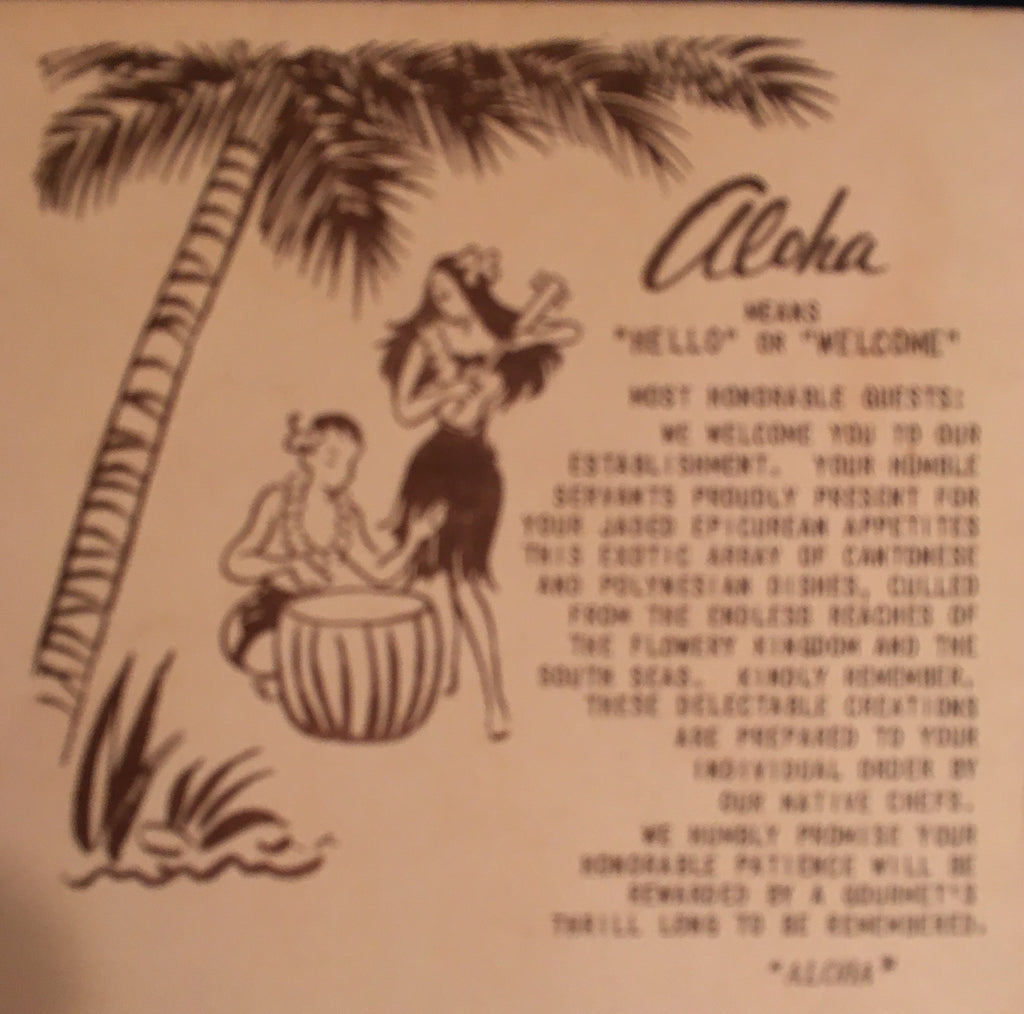 Aloha
MEANS
"HELLO" OR "WELCOME"
MOST HONORABLE GUESTS:
WE WELCOME YOU TO OUR
ESTABLISHMENT. YOUR HUMBLE
SERVANTS PROUDLY PRESENT FOR
YOUR JADED EPICUREAN APPETITES
THIS EXOTIC ARRAY OF CANTONESE
AND POLYNESIAN DISHES, CULLED
FROM THE ENDLESS REACHES OF
THE FLOWERY KINGDOM AND THE
SOUTH SEAS. KINDLY REMEMBER,
THESE DELECTABLE CREATIONS
ARE PREPARED TO YOUR
INDIVIDUAL ORDER BY
OUR NATIVE CHEFS.
WE HUMBLY PROMISE YOUR
HONORABLE PATIENCE WILL BE
REWARDED BY A GOURMET'S
THRILL LONG TO BE REMEMBERED.
"ALOHA"